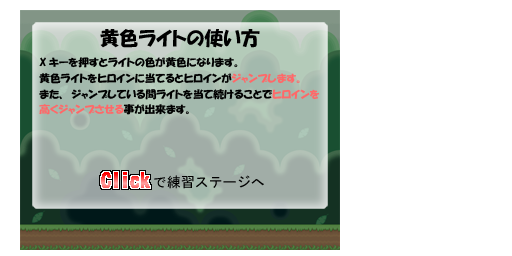 黄色ライトの使い方
Xキーを押すとライトの色が黄色になります。
黄色ライトをヒロインに当てるとヒロインがジャンプします。
また、ジャンプしている間ライトを当て続けることでヒロインを
高くジャンプさせる事が出来ます。
Clickで練習ステージへ